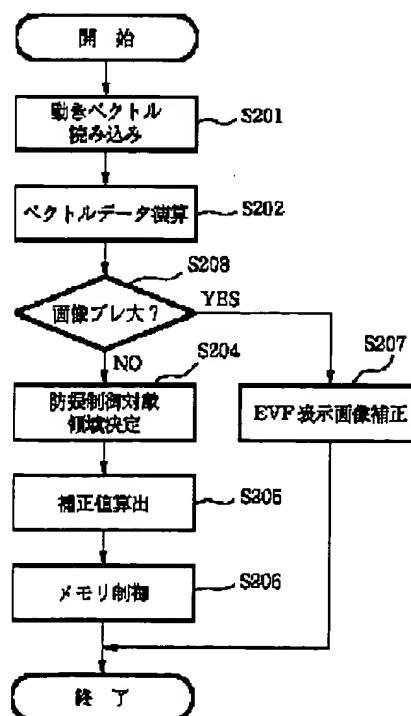 開始
動きベクトル
読み込み
S201
ベクトルデータ演算
S202
S203
画像ブレ大？
YES
NO
S204
S207
防振制御対象
領域決定
EVF表示画像補正
補正値算出
S205
メモリ制御
S206
終了